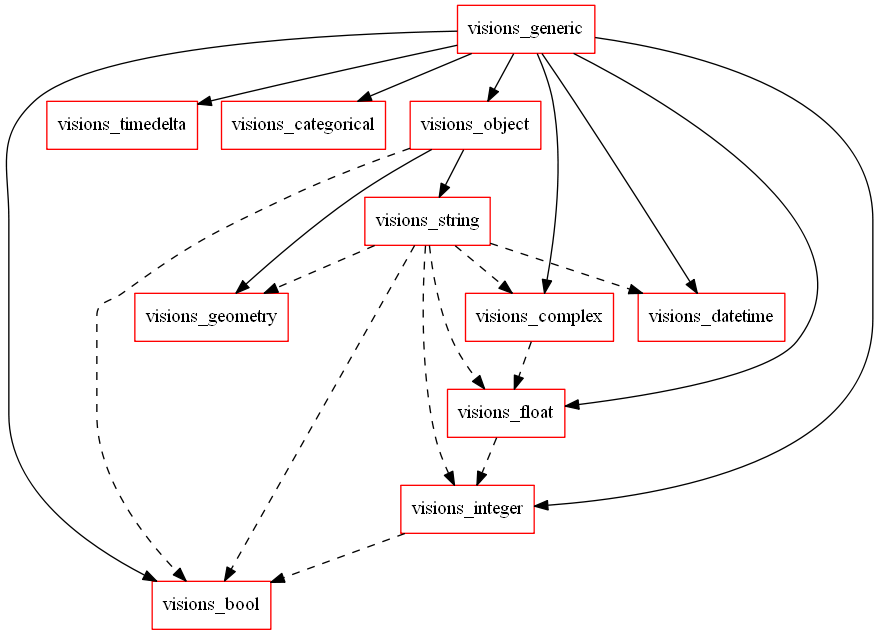 visions_generic
visions_timedelta
visions_categorical
visions_object
visions_string
visions_geometry
visions_complex
visions_datetime
visions_float
visions_integer
visions_bool